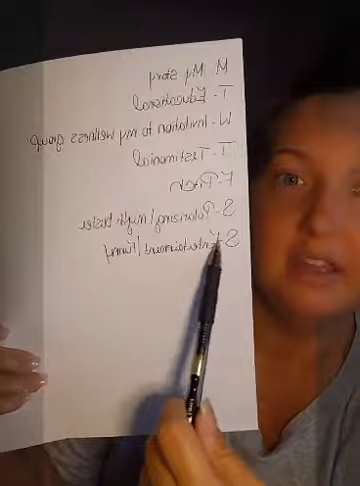 M My story
T - Educational
W - Invitation to my wellness group
T - Testimonial
F -
S - Polarizing/myth buster
S - Entertainment/Funny